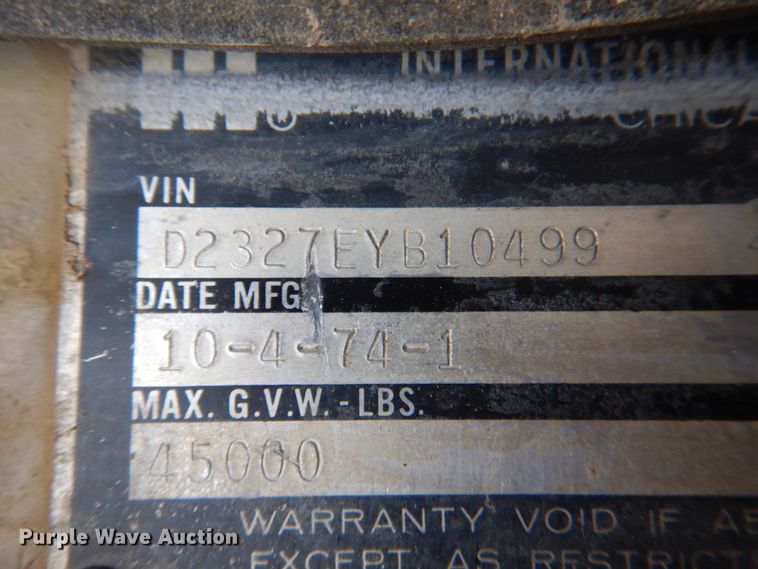 INTERNATIONAL
VIN
D2327EYB10499
DATE MFG
10-4-74-1
MAX. G.V.W. - LBS.
45000
WARRANTY VOID IF
EXCEPT AS
Purple Wave Auction